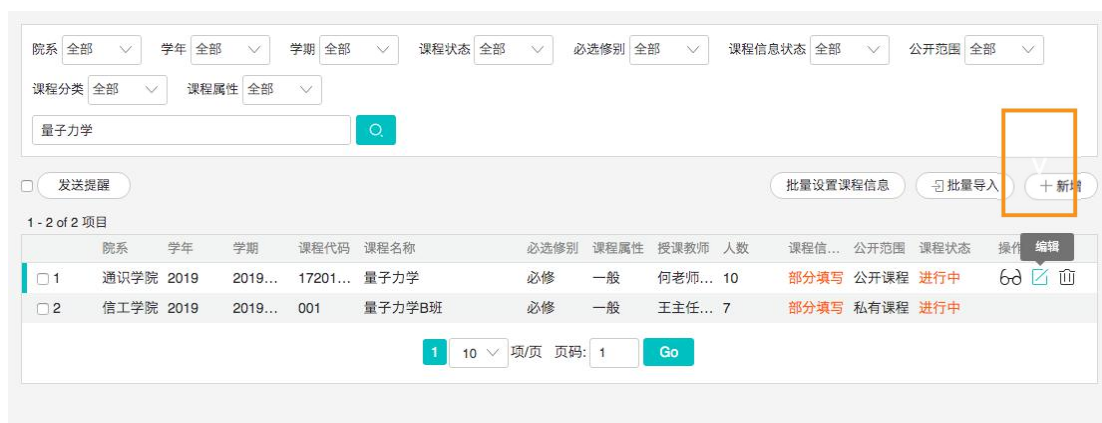 院系 全部 学年 全部 学期 全部 课程状态 全部 必选修别 全部 课程信息状态 全部 公开范围 全部
课程分类 全部 课程属性 全部
量子力学
发送提醒 批量设置课程信息 批量导入 新增
1 - 2 of 2 项目
院系 学年 学期 课程代码 课程名称 必选修别 课程属性 授课教师 人数 课程信... 公开范围 课程状态 操作 编辑
1 通识学院 2019 2019... 17201... 量子力学 必修 一般 何老师... 10 部分填写 公开课程 进行中
2 信工学院 2019 2019... 001 量子力学B班 必修 一般 王主任... 7 部分填写 私有课程 进行中
1 10 项/页 页码: 1 Go